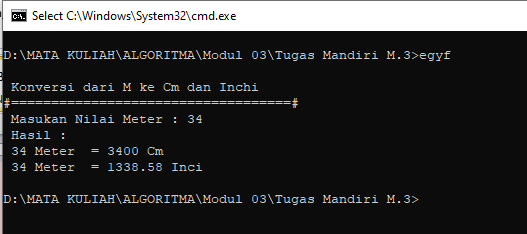 Select C:\Windows\System32\cmd.exe
D:\MATA KULIAH\ALGORITMA\Modul 03\Tugas Mandiri M.3>egyf
Konversi dari M ke Cm dan Inchi
#===================================#
Masukan Nilai Meter : 34
Hasil :
34 Meter  = 3400 Cm
34 Meter  = 1338.58 Inci
D:\MATA KULIAH\ALGORITMA\Modul 03\Tugas Mandiri M.3>